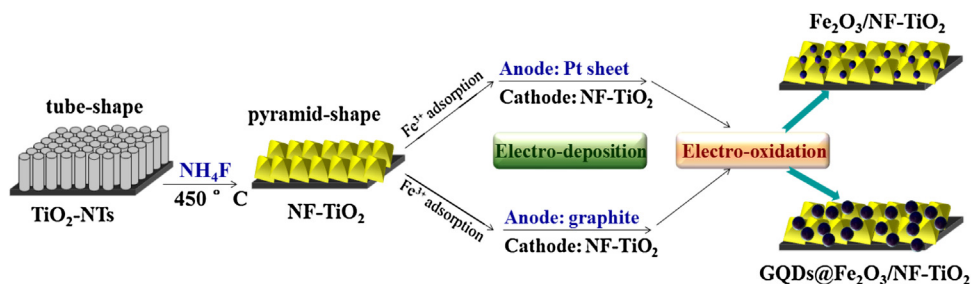 tube-shape
TiO₂-NTs
NH₄F
450 ° C
pyramid-shape
NF-TiO₂
Fe³⁺ adsorption
Anode: Pt sheet
Cathode: NF-TiO₂
Electro-deposition
Electro-oxidation
Fe³⁺ adsorption
Anode: graphite
Cathode: NF-TiO₂
Fe₂O₃/NF-TiO₂
GQDs@Fe₂O₃/NF-TiO₂